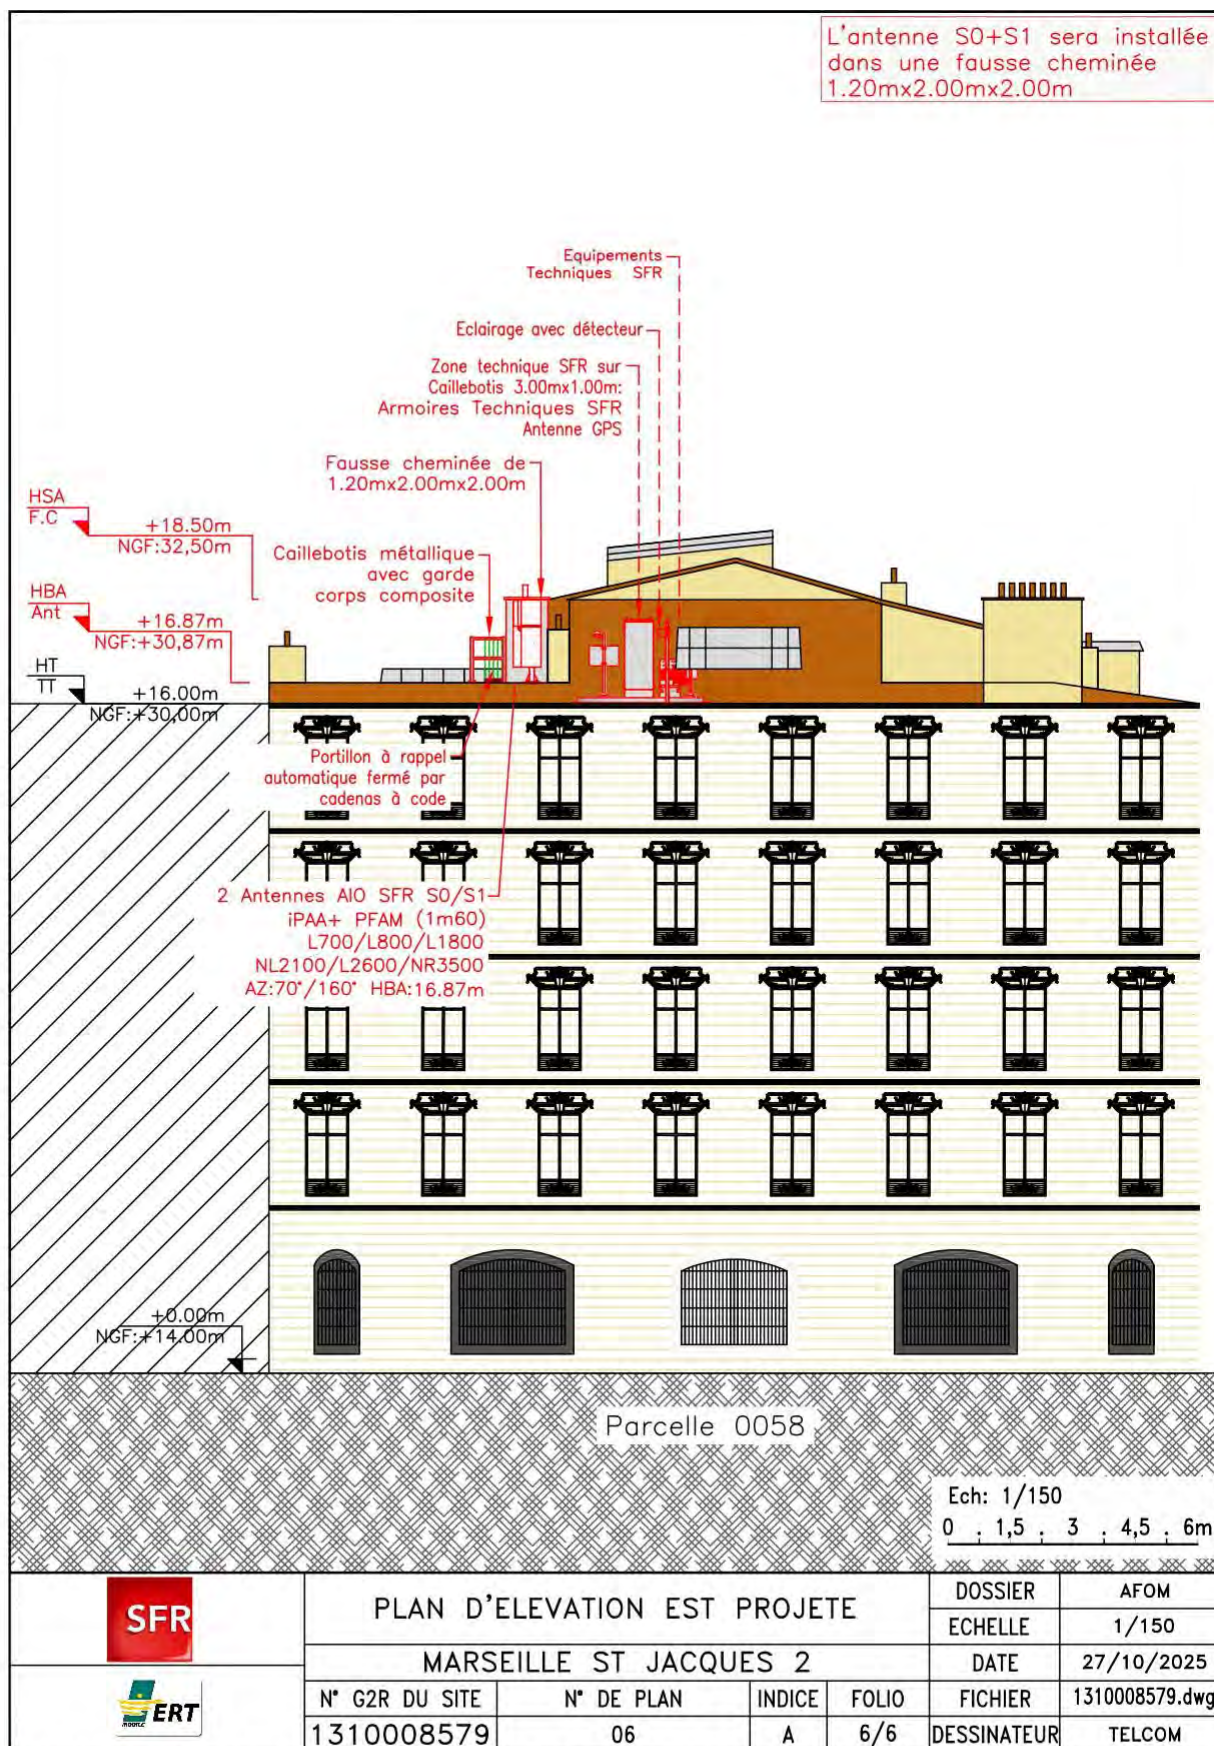 L'antenne S0+S1 sera installée
dans une fausse cheminée
1.20mx2.00mx2.00m
Equipements
Techniques SFR
Eclairage avec détecteur
Zone technique SFR sur
Caillebotis 3.00mx1.00m:
Armoires Techniques SFR
Antenne GPS
Fausse cheminée de
1.20mx2.00mx2.00m
HSA
F.C
+18.50m
NGF:32,50m
Caillebotis métallique
avec garde
corps composite
HBA
Ant
+16.87m
NGF:+30,87m
HT
TT
+16.00m
NGF:+30,00m
Portillon à rappel
automatique fermé par
cadenas à code
2 Antennes AIO SFR S0/S1
iPAA+ PFAM (1m60)
L700/L800/L1800
NL2100/L2600/NR3500
AZ:70°/160° HBA:16.87m
+0.00m
NGF:+14.00m
Parcelle 0058
Ech: 1/150
0 . 1,5 . 3 . 4,5 . 6m
SFR
PLAN D'ELEVATION EST PROJETE
DOSSIER AFOM
ECHELLE 1/150
MARSEILLE ST JACQUES 2
DATE 27/10/2025
ERT
N° G2R DU SITE N° DE PLAN INDICE FOLIO FICHIER 1310008579.dwg
1310008579 06 A 6/6 DESSINATEUR TELCOM